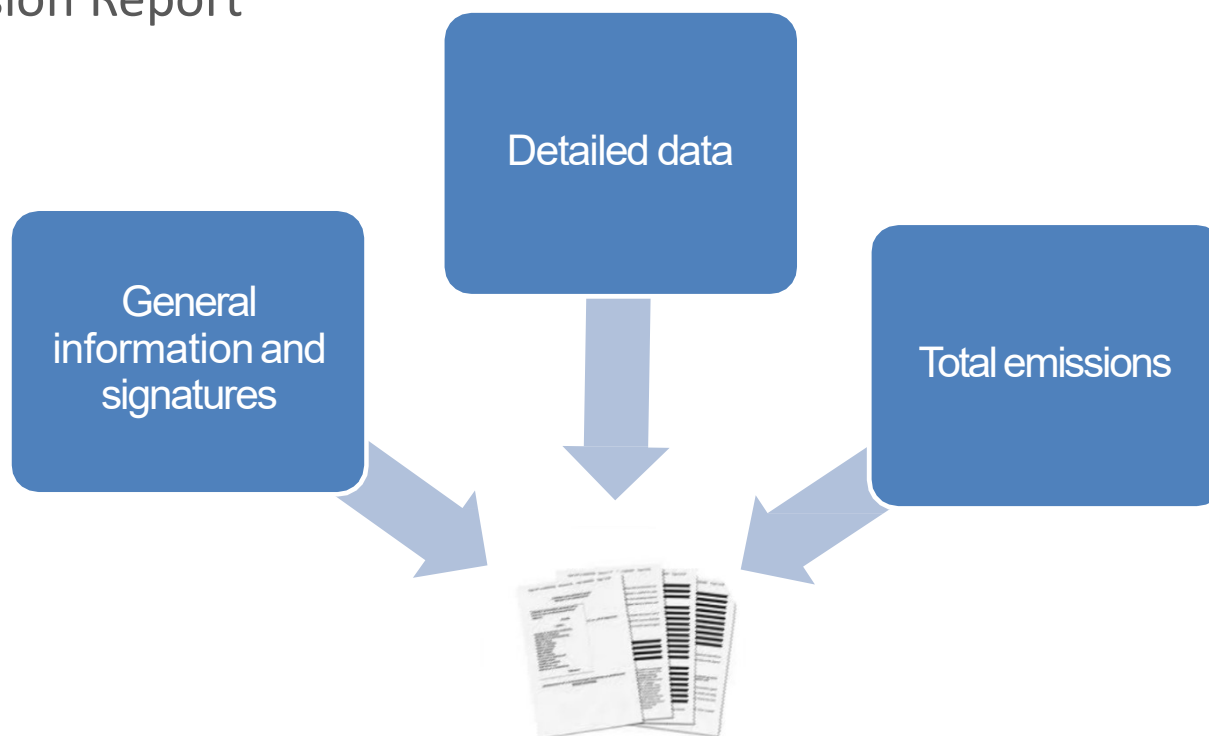 sion Report
Detailed data
General
information and
signatures
Total emissions